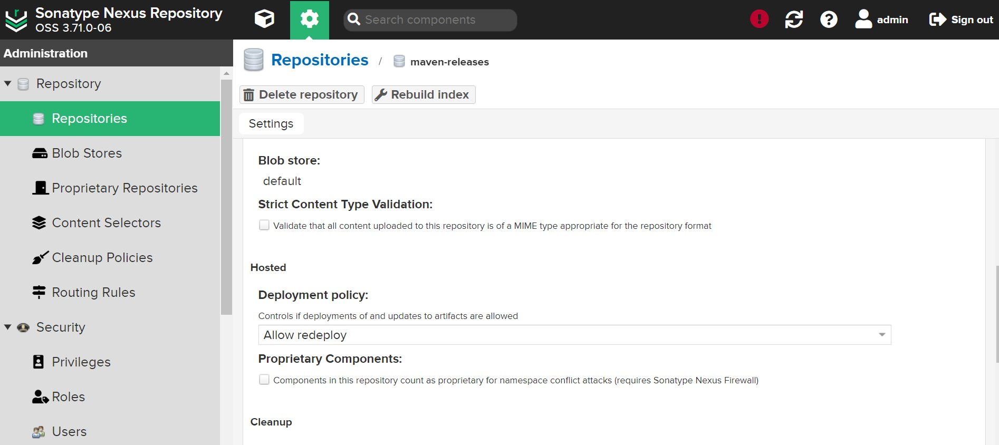 Sonatype Nexus Repository
OSS 3.71.0-06
Search components
admin
Sign out
Administration
Repository
Repositories
Blob Stores
Proprietary Repositories
Content Selectors
Cleanup Policies
Routing Rules
Security
Privileges
Roles
Users
Repositories / maven-releases
Delete repository
Rebuild index
Settings
Blob store:
default
Strict Content Type Validation:
Validate that all content uploaded to this repository is of a MIME type appropriate for the repository format
Hosted
Deployment policy:
Controls if deployments of and updates to artifacts are allowed
Allow redeploy
Proprietary Components:
Components in this repository count as proprietary for namespace conflict attacks (requires Sonatype Nexus Firewall)
Cleanup